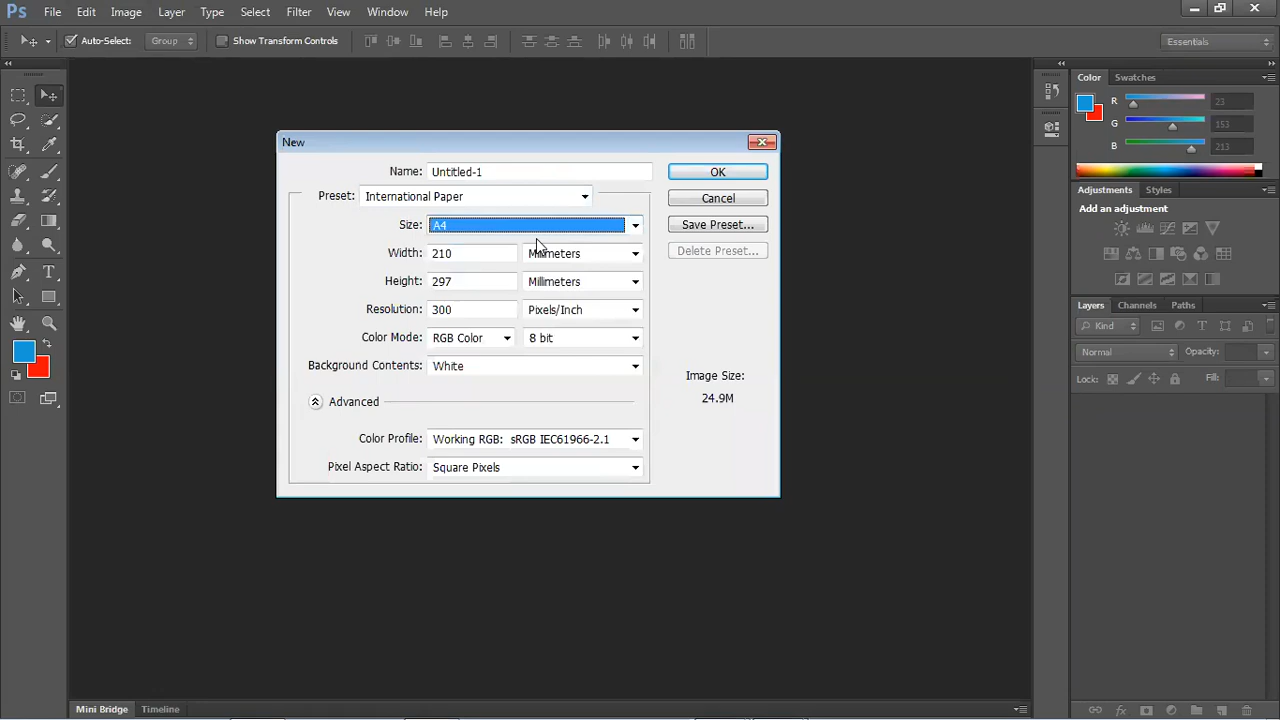 Ps File Edit Image Layer Type Select Filter View Window Help
Auto-Select: Group Show Transform Controls Essentials
Color Swatches
R 23
G 153
B 213
Adjustments Styles
Add an adjustment
Layers Channels Paths
Kind
Normal Opacity:
Lock: Fill:
New
Name: Untitled-1 OK
Preset: International Paper Cancel
Size: A4 Save Preset...
Width: 210 Millimeters Delete Preset...
Height: 297 Millimeters
Resolution: 300 Pixels/Inch
Color Mode: RGB Color 8 bit
Background Contents: White
Image Size:
24.9M
Advanced
Color Profile: Working RGB: sRGB IEC61966-2.1
Pixel Aspect Ratio: Square Pixels
Mini Bridge Timeline